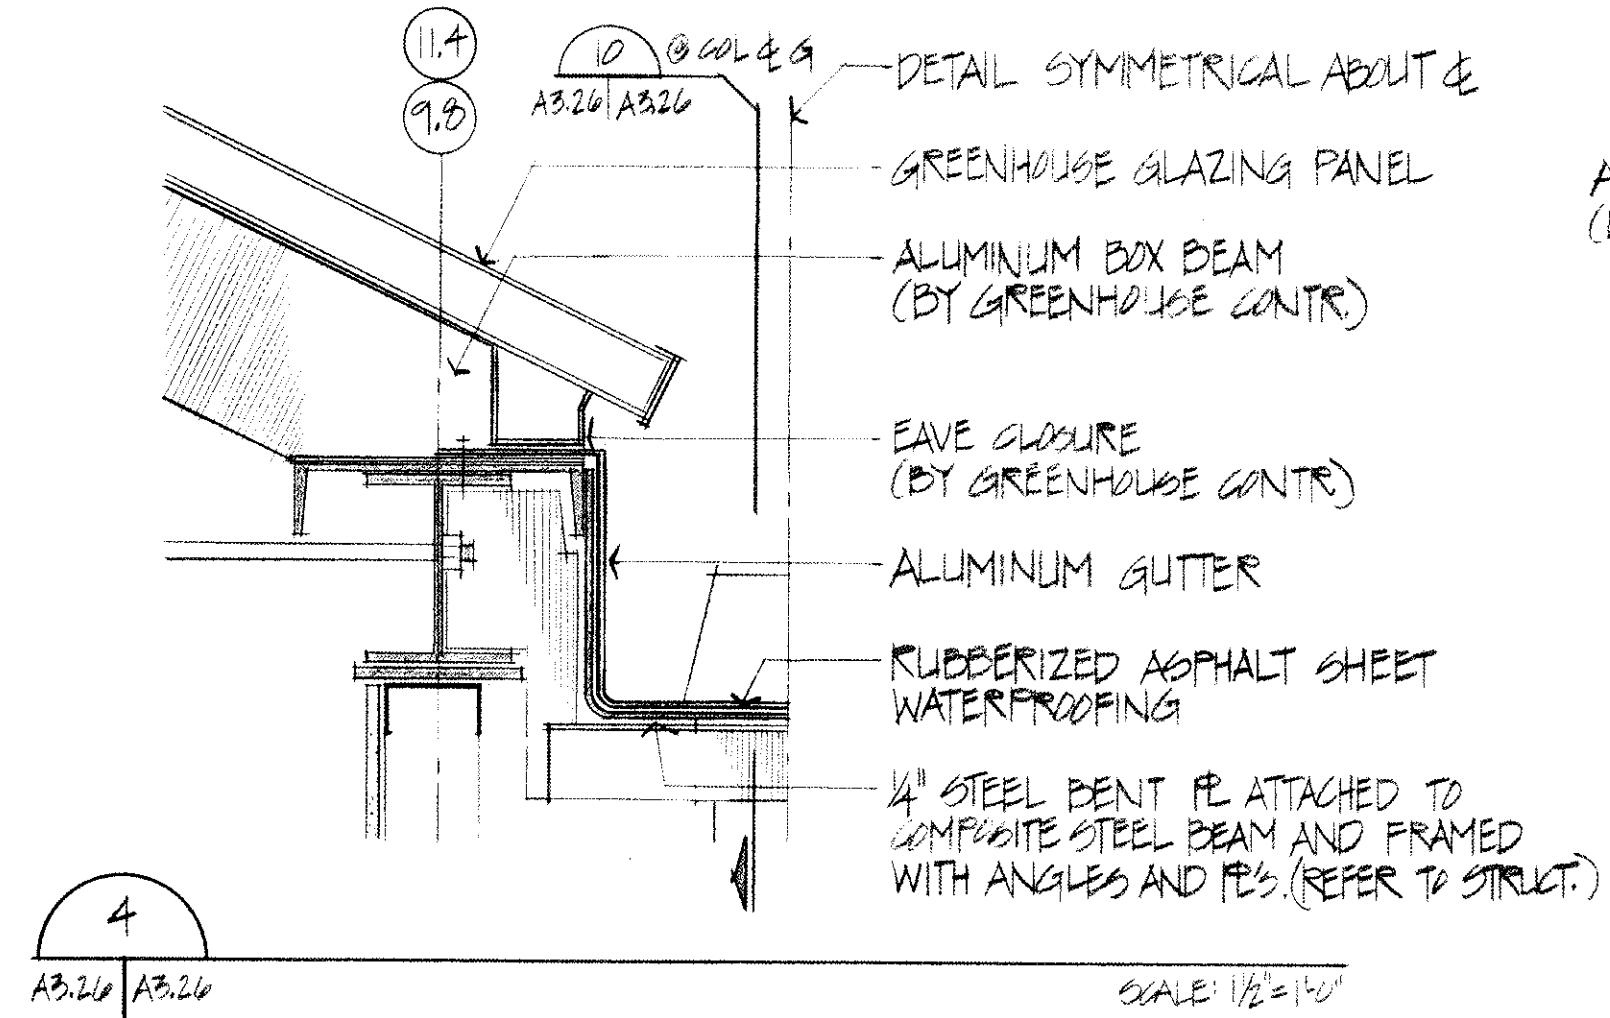 11.4
9.8
10 @ COL ℄ G
A3.26 A3.26
DETAIL SYMMETRICAL ABOUT ℄
GREENHOUSE GLAZING PANEL
ALUMINUM BOX BEAM
(BY GREENHOUSE CONTR.)
EAVE CLOSURE
(BY GREENHOUSE CONTR.)
ALUMINUM GUTTER
RUBBERIZED ASPHALT SHEET
WATERPROOFING
1/4" STEEL BENT PL ATTACHED TO
COMPOSITE STEEL BEAM AND FRAMED
WITH ANGLES AND PL'S. (REFER TO STRUCT.)
4
A3.26 A3.26
SCALE: 1 1/2" = 1'-0"